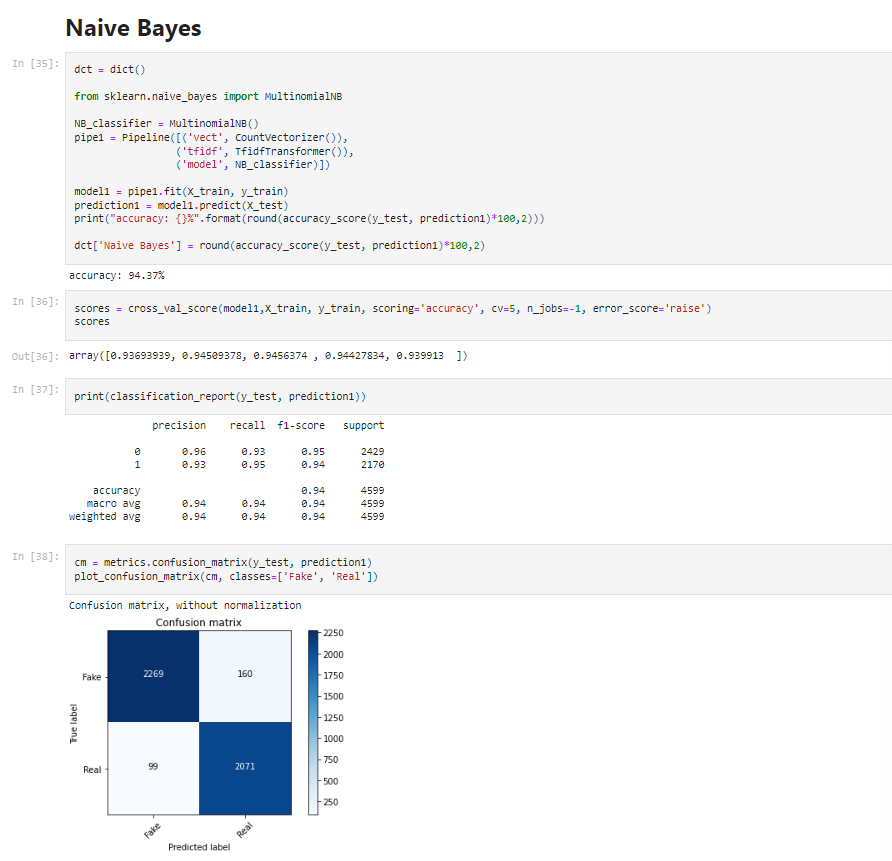 Naive Bayes
In [35]:
dct = dict()
from sklearn.naive_bayes import MultinomialNB
NB_classifier = MultinomialNB()
pipe1 = Pipeline([('vect', CountVectorizer()),
('tfidf', TfidfTransformer()),
('model', NB_classifier)])
model1 = pipe1.fit(X_train, y_train)
prediction1 = model1.predict(X_test)
print("accuracy: {}%".format(round(accuracy_score(y_test, prediction1)*100,2)))
dct['Naive Bayes'] = round(accuracy_score(y_test, prediction1)*100,2)
accuracy: 94.37%
In [36]:
scores = cross_val_score(model1,X_train, y_train, scoring='accuracy', cv=5, n_jobs=-1, error_score='raise')
scores
Out[36]: array([0.93693939, 0.94509378, 0.9456374 , 0.94427834, 0.939913  ])
In [37]:
print(classification_report(y_test, prediction1))
precision recall f1-score support
0 0.96 0.93 0.95 2429
1 0.93 0.95 0.94 2170
accuracy 0.94 4599
macro avg 0.94 0.94 0.94 4599
weighted avg 0.94 0.94 0.94 4599
In [38]:
cm = metrics.confusion_matrix(y_test, prediction1)
plot_confusion_matrix(cm, classes=['Fake', 'Real'])
Confusion matrix, without normalization
Confusion matrix
True label
Fake
2269 160
Real
99 2071
Fake Real
Predicted label
2250
2000
1750
1500
1250
1000
750
500
250